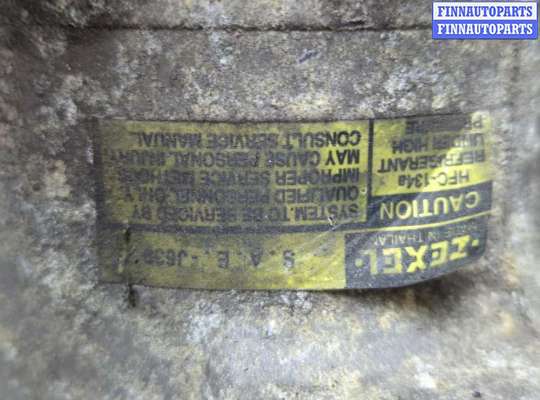 FINNAUTOPARTS
FINNAUTOPARTS
·ZEXEL·
MADE IN THAILAND
S. A. E. J639
CAUTION
SYSTEM TO BE SERVICED BY
QUALIFIED PERSONNEL ONLY.
IMPROPER SERVICE METHODS
MAY CAUSE PERSONAL INJURY
CONSULT SERVICE MANUAL
HFC-134a
REFRIGERANT
UNDER HIGH